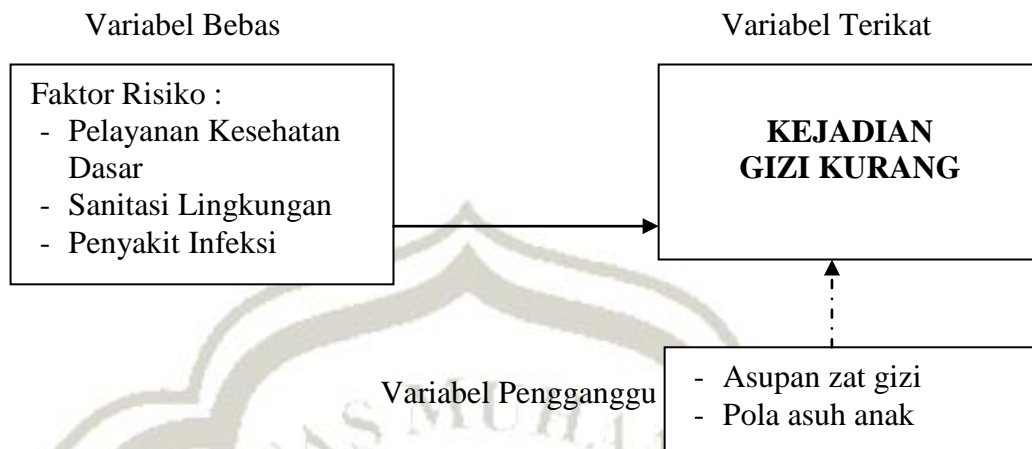 Variabel Bebas
Variabel Terikat
Faktor Risiko :
- Pelayanan Kesehatan
Dasar
- Sanitasi Lingkungan
- Penyakit Infeksi
KEJADIAN
GIZI KURANG
Variabel Pengganggu
- Asupan zat gizi
- Pola asuh anak